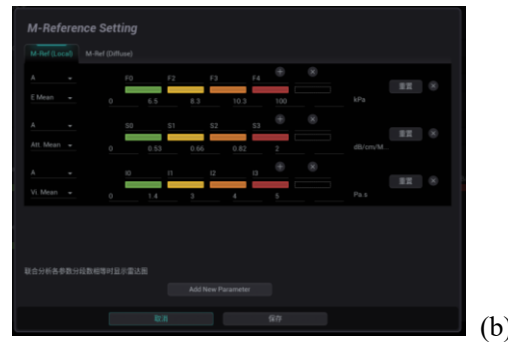 M-Reference Setting
M-Ref (Local) M-Ref (Diffuse)
A F0 F2 F3 F4
重置
E Mean 0 6.5 8.3 10.3 100 kPa
A S0 S1 S2 S3
重置
Att. Mean 0 0.53 0.66 0.82 2 dB/cm/M...
A I0 I1 I2 I3
重置
Vi. Mean 0 1.4 3 4 5 Pa.s
联合分析各参数分段数相等时显示雷达图
Add New Parameter
取消 保存
(b)